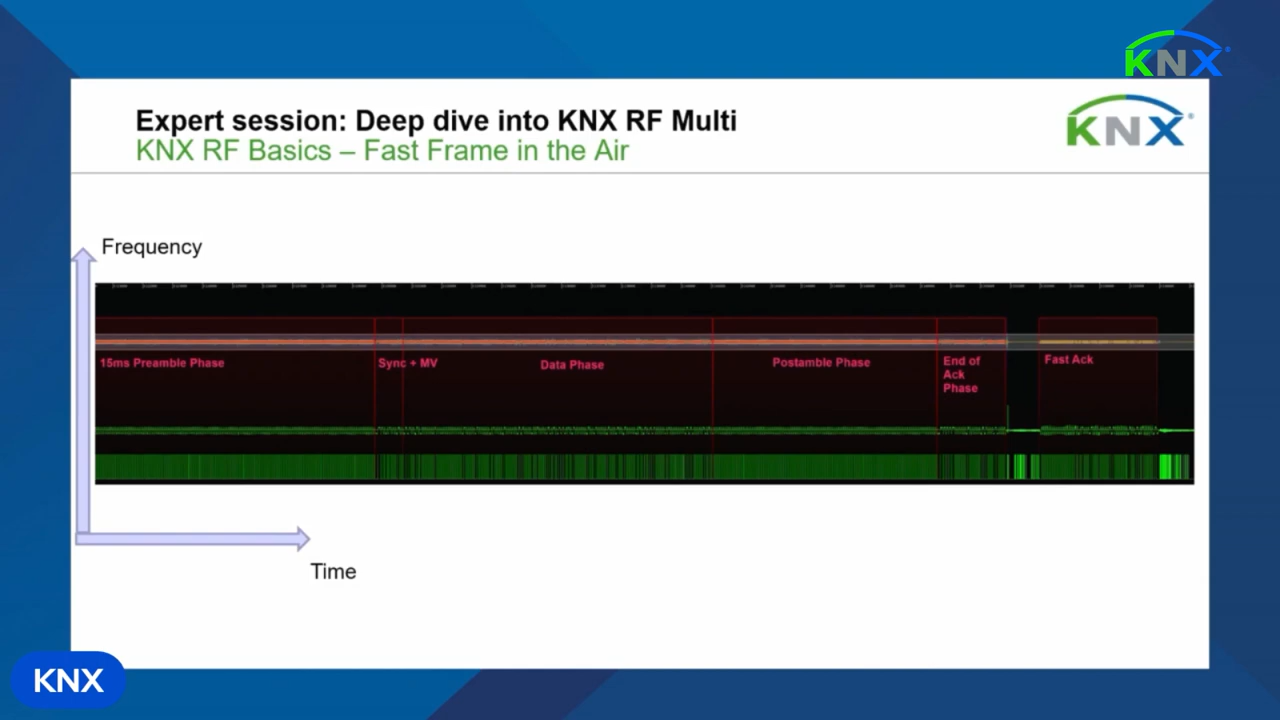 KNX
Expert session: Deep dive into KNX RF Multi
KNX RF Basics – Fast Frame in the Air
KNX
Frequency
15ms Preamble Phase
Sync + MV
Data Phase
Postamble Phase
End of
Ack
Phase
Fast Ack
Time
KNX